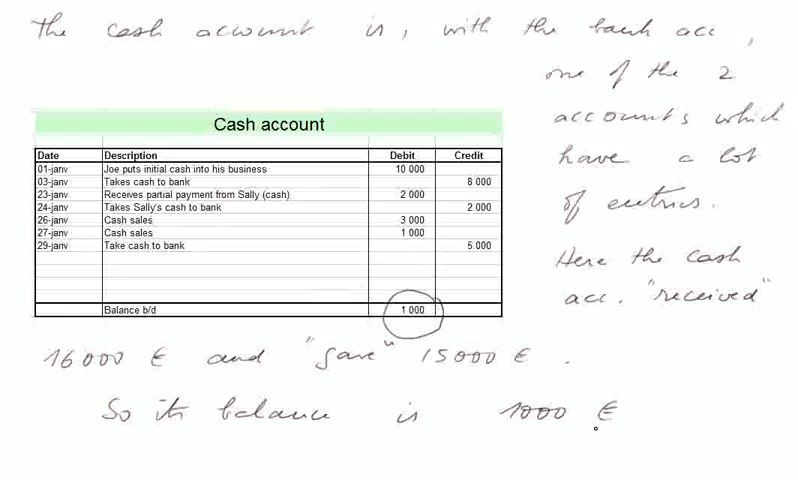 The cash account is, with the bank acc,
one of the 2
accounts which
have a lot
of entries.
Here the cash
acc. "received"
Cash account
Date Description Debit Credit
01-janv Joe puts initial cash into his business 10 000
03-janv Takes cash to bank 8 000
23-janv Receives partial payment from Sally (cash) 2 000
24-janv Takes Sally's cash to bank 2 000
26-janv Cash sales 3 000
27-janv Cash sales 1 000
29-janv Take cash to bank 5 000
Balance b/d 1 000
16000 € and "gave" 15000 €.
So its balance is 1000 €